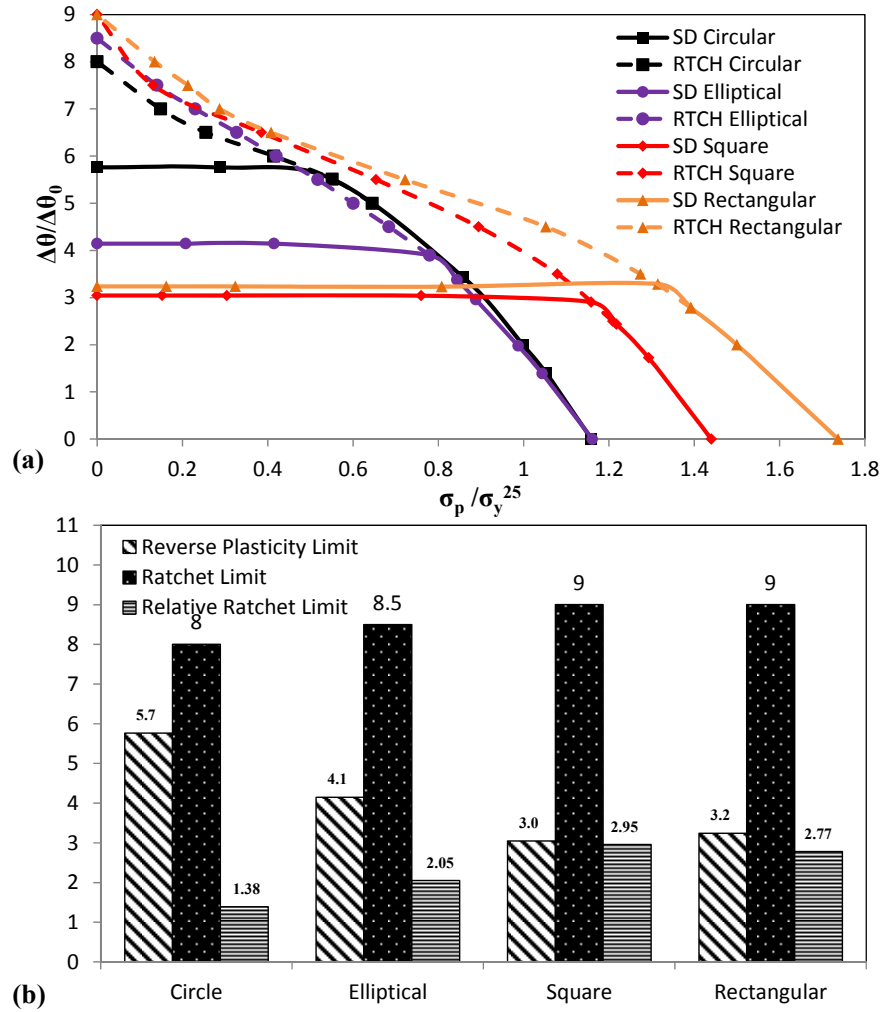 9
8
7
6
5
4
3
2
1
0
Δθ/Δθ₀
0
0.2
0.4
0.6
0.8
1
1.2
1.4
1.6
1.8
σp /σy²⁵
SD Circular
RTCH Circular
SD Elliptical
RTCH Elliptical
SD Square
RTCH Square
SD Rectangular
RTCH Rectangular
(a)
11
10
9
8
7
6
5
4
3
2
1
0
Reverse Plasticity Limit
Ratchet Limit
Relative Ratchet Limit
5.7
8
1.38
4.1
8.5
2.05
3.0
9
2.95
3.2
9
2.77
Circle
Elliptical
Square
Rectangular
(b)